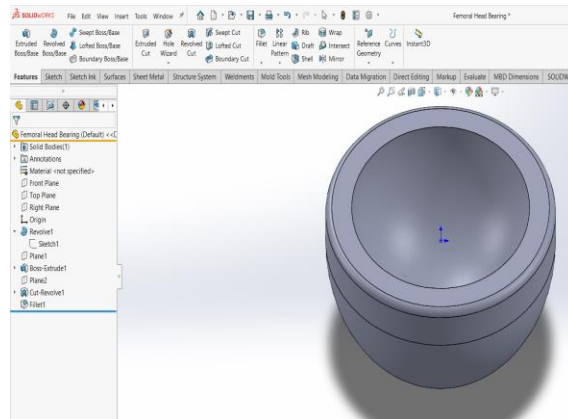 SOLIDWORKS File Edit View Insert Tools Window Femoral Head Bearing *
Extruded Boss/Base
Revolved Boss/Base
Swept Boss/Base
Lofted Boss/Base
Boundary Boss/Base
Extruded Cut
Hole Wizard
Revolved Cut
Swept Cut
Lofted Cut
Boundary Cut
Fillet
Linear Pattern
Rib
Draft
Shell
Wrap
Intersect
Mirror
Reference Geometry
Curves
Instant3D
Features Sketch Sketch Ink Surfaces Sheet Metal Structure System Weldments Mold Tools Mesh Modeling Data Migration Direct Editing Markup Evaluate MBD Dimensions SOLIDW
Femoral Head Bearing (Default) <<D
Solid Bodies(1)
Annotations
Material <not specified>
Front Plane
Top Plane
Right Plane
Origin
Revolve1
Sketch1
Plane1
Boss-Extrude1
Plane2
Cut-Revolve1
Fillet1